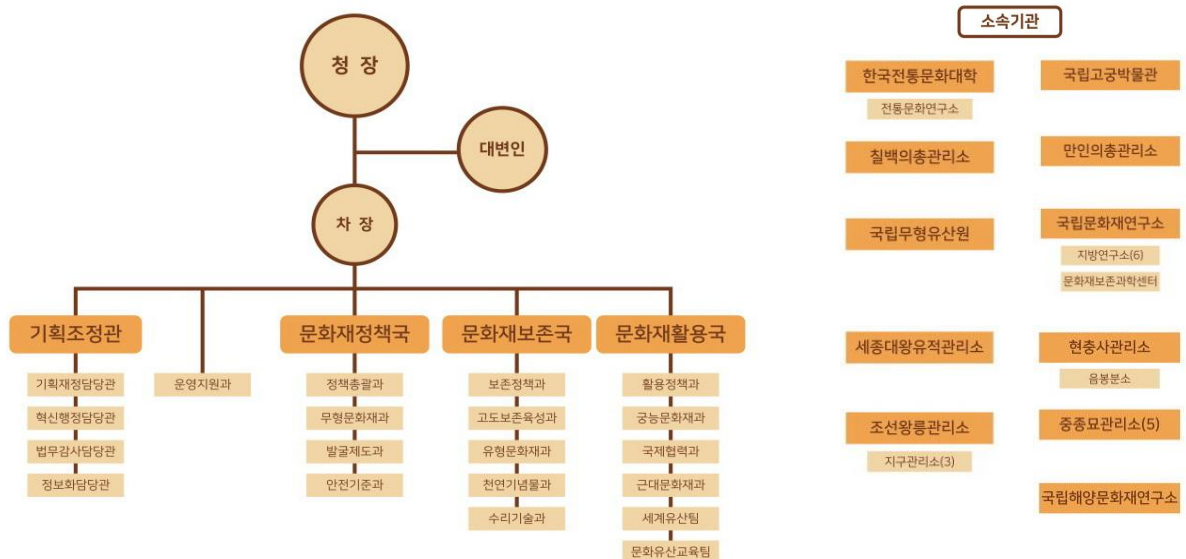 청 장
대변인
차 장
기획조정관
기획재정담당관
혁신행정담당관
법무감사담당관
정보화담당관
운영지원과
문화재정책국
정책총괄과
무형문화재과
발굴제도과
안전기준과
문화재보존국
보존정책과
고도보존육성과
유형문화재과
천연기념물과
수리기술과
문화재활용국
활용정책과
궁능문화재과
국제협력과
근대문화재과
세계유산팀
문화유산교육팀
소속기관
한국전통문화대학
전통문화연구소
국립고궁박물관
칠백의총관리소
만인의총관리소
국립무형유산원
국립문화재연구소
지방연구소(6)
문화재보존과학센터
세종대왕유적관리소
현충사관리소
음봉분소
조선왕릉관리소
지구관리소(3)
중종묘관리소(5)
국립해양문화재연구소